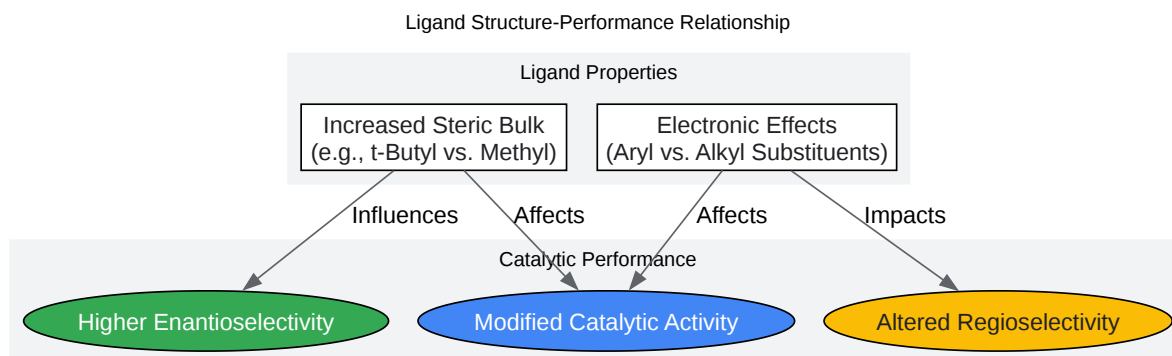 Ligand Structure-Performance Relationship
Ligand Properties
Increased Steric Bulk
(e.g., t-Butyl vs. Methyl)
Electronic Effects
(Aryl vs. Alkyl Substituents)
Influences
Affects
Affects
Impacts
Catalytic Performance
Higher Enantioselectivity
Modified Catalytic Activity
Altered Regioselectivity